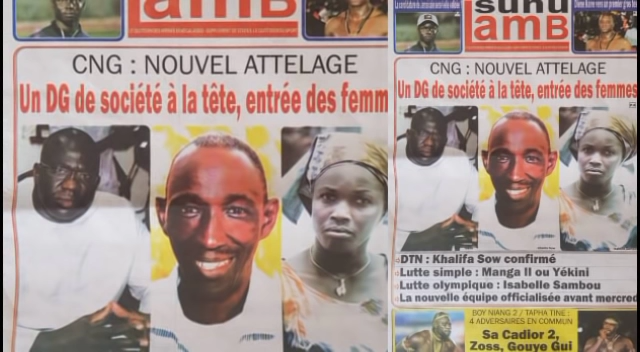 amB
CNG : NOUVEL ATTELAGE
Un DG de société à la tête, entrée des femm
sunu
amB
CNG : NOUVEL ATTELAGE
Un DG de société à la tête, entrée des femmes
DTN : Khalifa Sow confirmé
Lutte simple : Manga II ou Yékini
Lutte olympique : Isabelle Sambou
La nouvelle équipe officialisée avant mercre
BOY NIANG 2 / TAPHA TINE :
4 ADVERSAIRES EN COMMUN
Sa Cadior 2,
Zoss, Gouye Gui